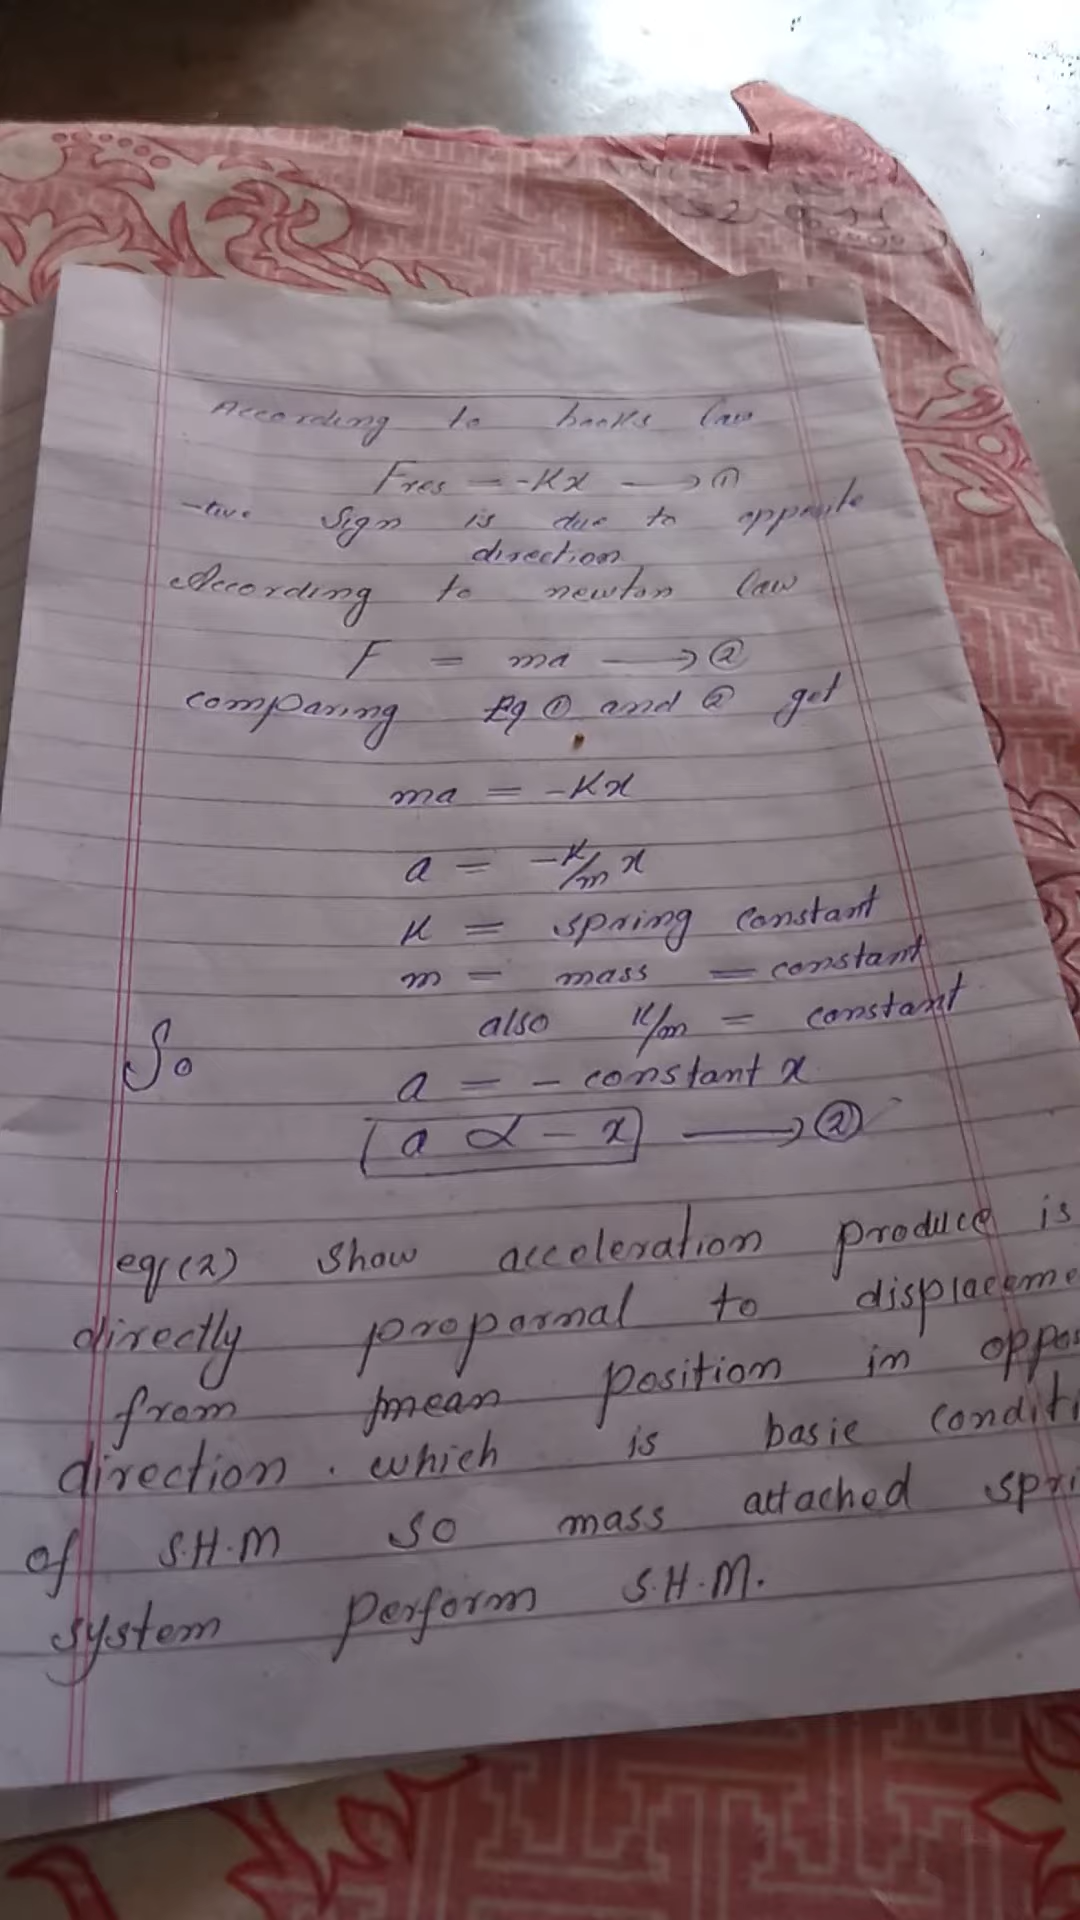 According to hooks law
Fres = -Kx → ①
-tive Sign is due to opposite
direction
According to newton law
F = ma → ②
comparing Eq ① and ② get
ma = -Kx
a = -K/m x
K = spring constant
m = mass = constant
also K/m = constant
So
a = - constant x
a ∝ - x → ②
eq(2) show acceleration produce is
directly propornal to displaceme
from mean position in oppos
direction. which is basic conditi
of S.H.M so mass attached spri
system perform S.H.M.